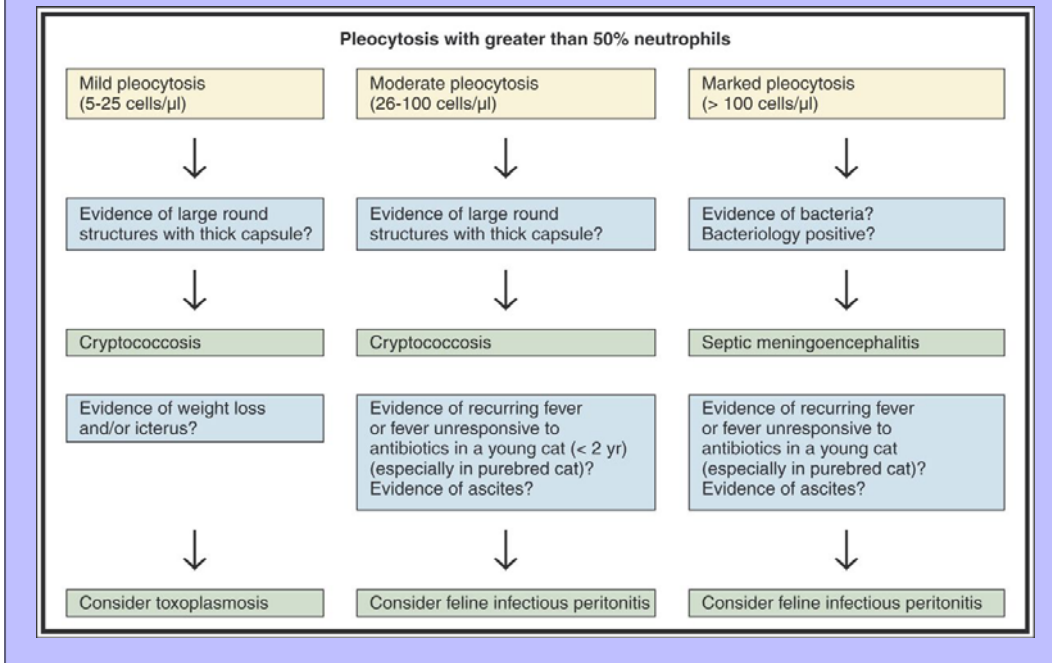 Pleocytosis with greater than 50% neutrophils
Mild pleocytosis
(5-25 cells/µl)
Evidence of large round
structures with thick capsule?
Cryptococcosis
Evidence of weight loss
and/or icterus?
Consider toxoplasmosis
Moderate pleocytosis
(26-100 cells/µl)
Evidence of large round
structures with thick capsule?
Cryptococcosis
Evidence of recurring fever
or fever unresponsive to
antibiotics in a young cat (< 2 yr)
(especially in purebred cat)?
Evidence of ascites?
Consider feline infectious peritonitis
Marked pleocytosis
(> 100 cells/µl)
Evidence of bacteria?
Bacteriology positive?
Septic meningoencephalitis
Evidence of recurring fever
or fever unresponsive to
antibiotics in a young cat
(especially in purebred cat)?
Evidence of ascites?
Consider feline infectious peritonitis